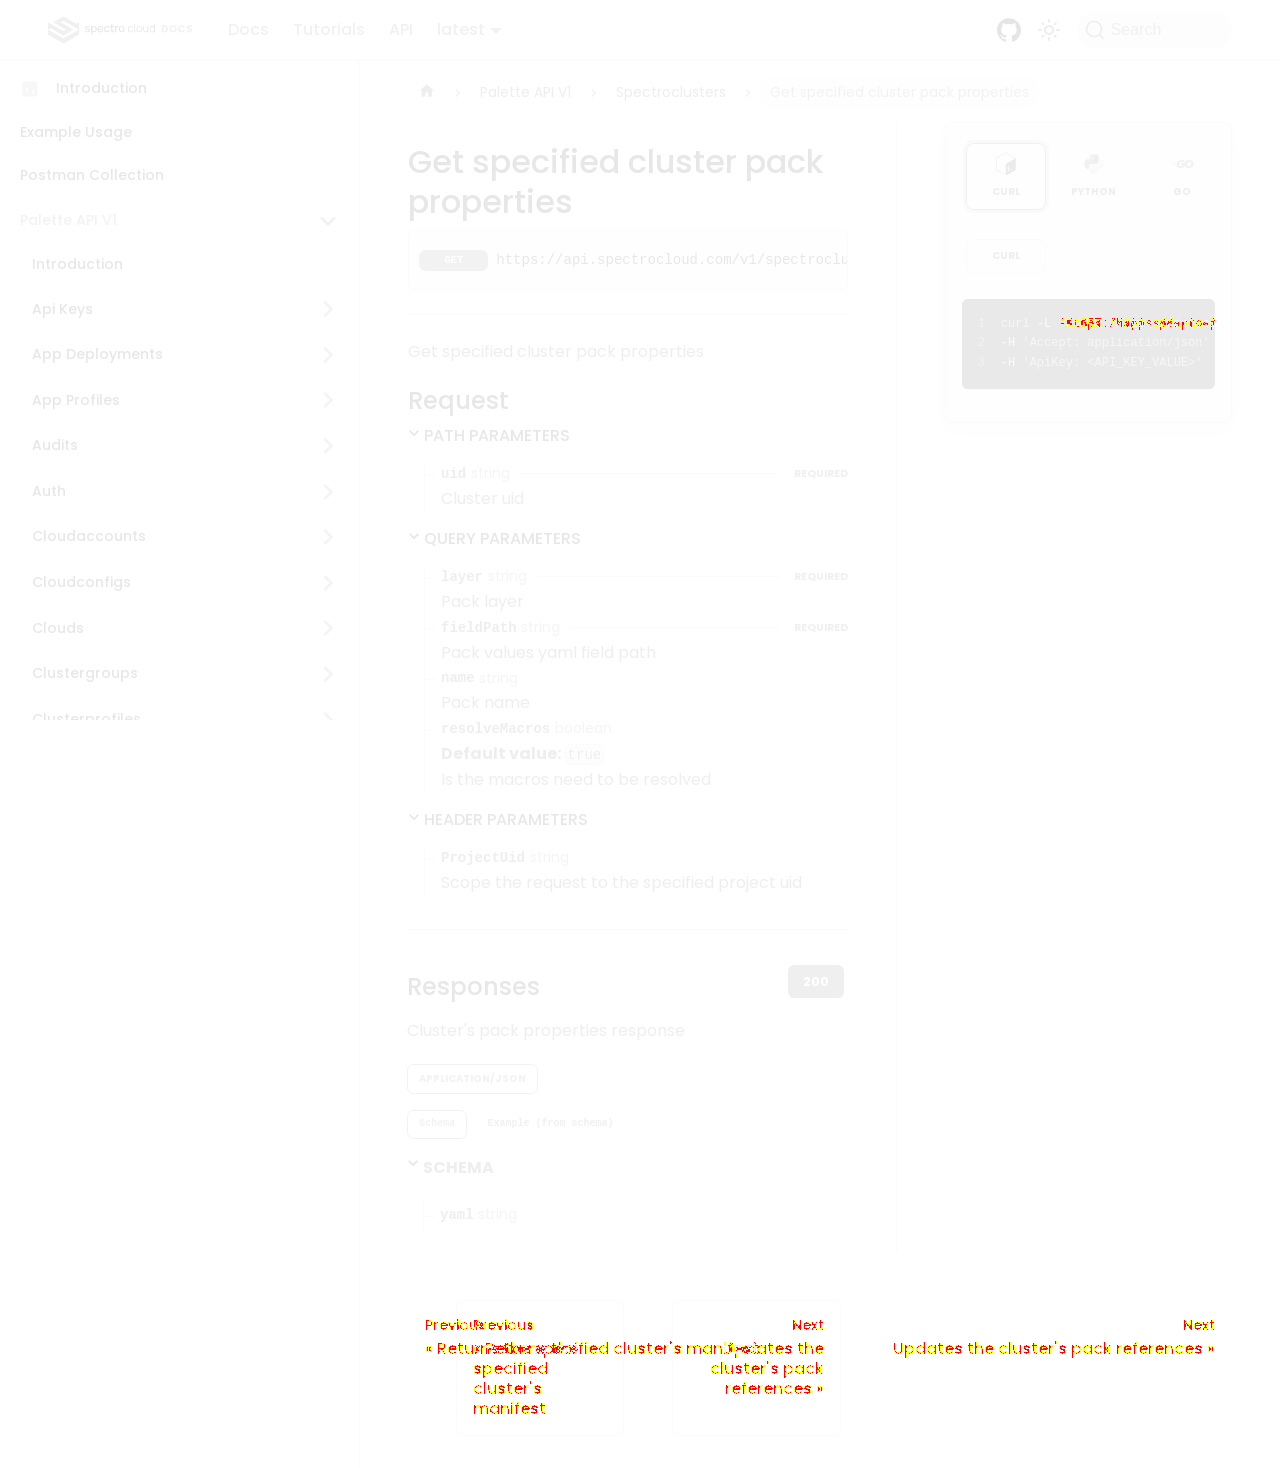 spectro cloud DOCS Docs Tutorials API latest Search
Introduction
Example Usage
Postman Collection
Palette API V1
Introduction
Api Keys
App Deployments
App Profiles
Audits
Auth
Cloudaccounts
Cloudconfigs
Clouds
Clustergroups
Clusterprofiles
Palette API V1 Spectroclusters Get specified cluster pack properties
Get specified cluster pack
properties
GET https://api.spectrocloud.com/v1/spectroclu
Get specified cluster pack properties
Request
PATH PARAMETERS
uid string REQUIRED
Cluster uid
QUERY PARAMETERS
layer string REQUIRED
Pack layer
fieldPath string REQUIRED
Pack values yaml field path
name string
Pack name
resolveMacros boolean
Default value: true
Is the macros need to be resolved
HEADER PARAMETERS
ProjectUid string
Scope the request to the specified project uid
Responses 200
Cluster's pack properties response
APPLICATION/JSON
Schema Example (from schema)
SCHEMA
yaml string
CURL PYTHON GO
CURL
1 curl -L
2 -H 'Accept: application/json'
3 -H 'ApiKey: <API_KEY_VALUE>'
Previous Previous Next Next
specified cluster's manifest
Updates the cluster's pack references »
Updates the cluster's pack references »